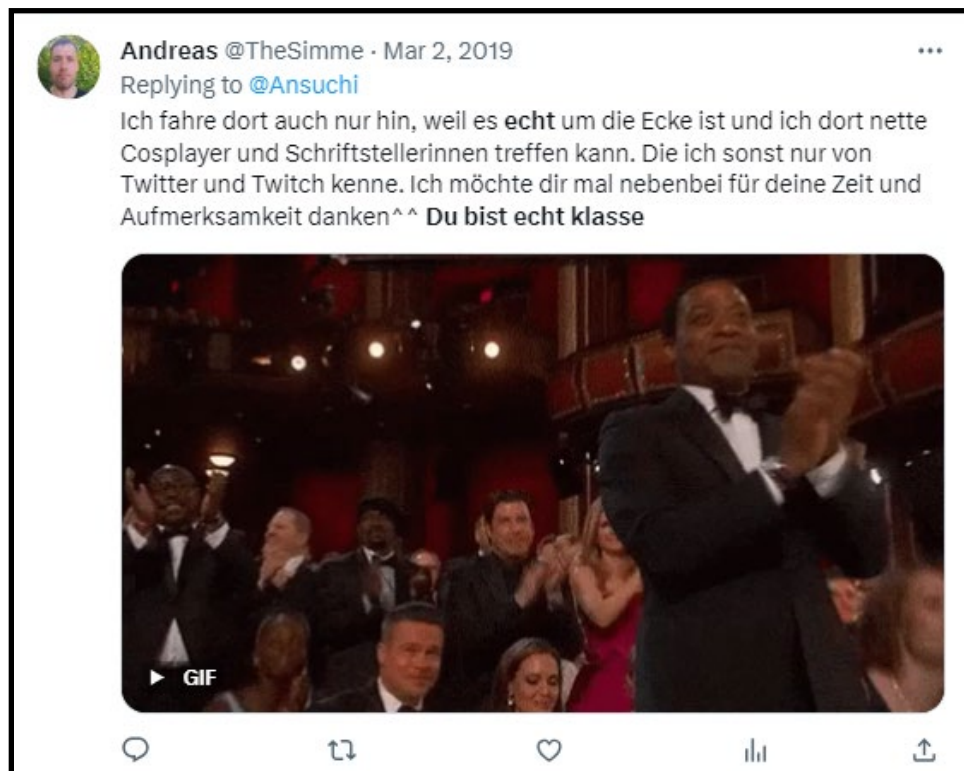 Andreas @TheSimme · Mar 2, 2019
Replying to @Ansuchi
Ich fahre dort auch nur hin, weil es echt um die Ecke ist und ich dort nette
Cosplayer und Schriftstellerinnen treffen kann. Die ich sonst nur von
Twitter und Twitch kenne. Ich möchte dir mal nebenbei für deine Zeit und
Aufmerksamkeit danken^^ Du bist echt klasse
GIF